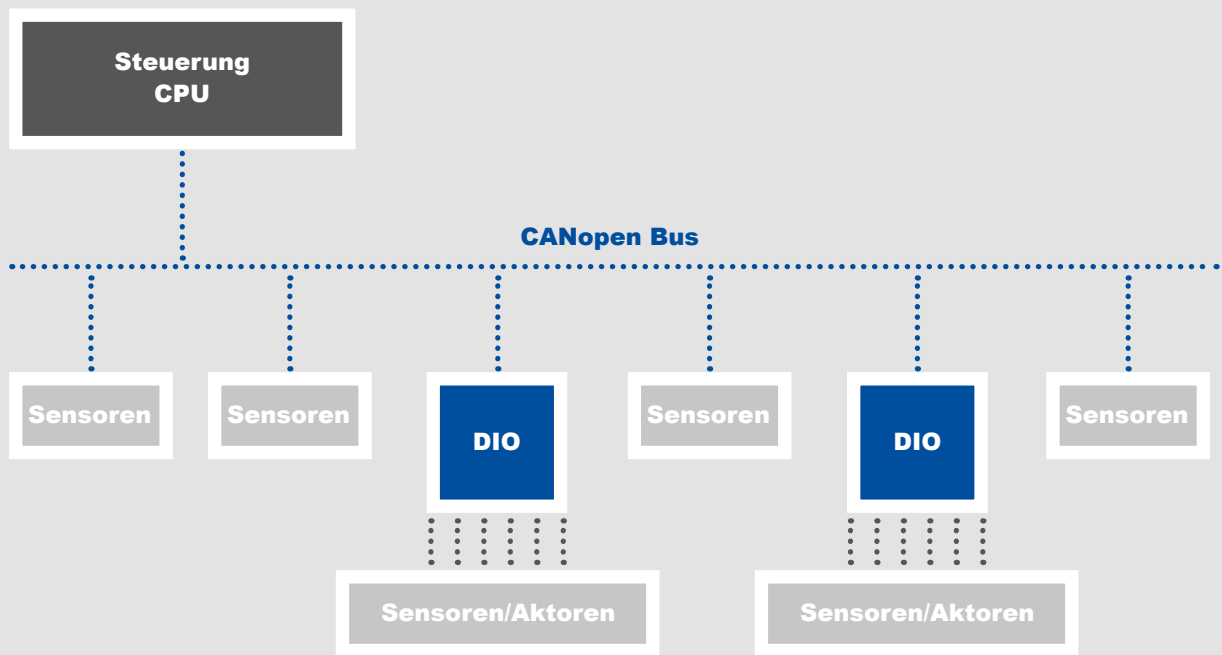 Steuerung
CPU
CANopen Bus
Sensoren
Sensoren
DIO
Sensoren
DIO
Sensoren
Sensoren/Aktoren
Sensoren/Aktoren